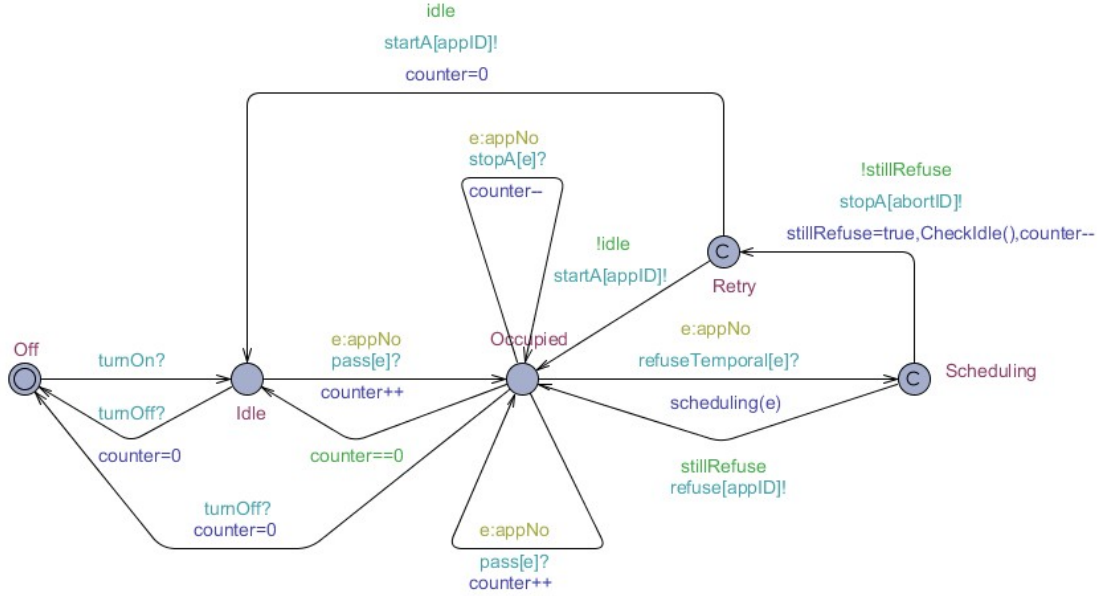 idle
startA[appID]!
counter=0
e:appNo
stopA[e]?
counter--
!stillRefuse
stopA[abortID]!
stillRefuse=true,CheckIdle(),counter--
!idle
startA[appID]!
C
Retry
Off
turnOn?
e:appNo
pass[e]?
counter++
Occupied
e:appNo
refuseTemporal[e]?
scheduling(e)
C
Scheduling
Idle
turnOff?
counter=0
counter==0
stillRefuse
refuse[appID]!
turnOff?
counter=0
e:appNo
pass[e]?
counter++